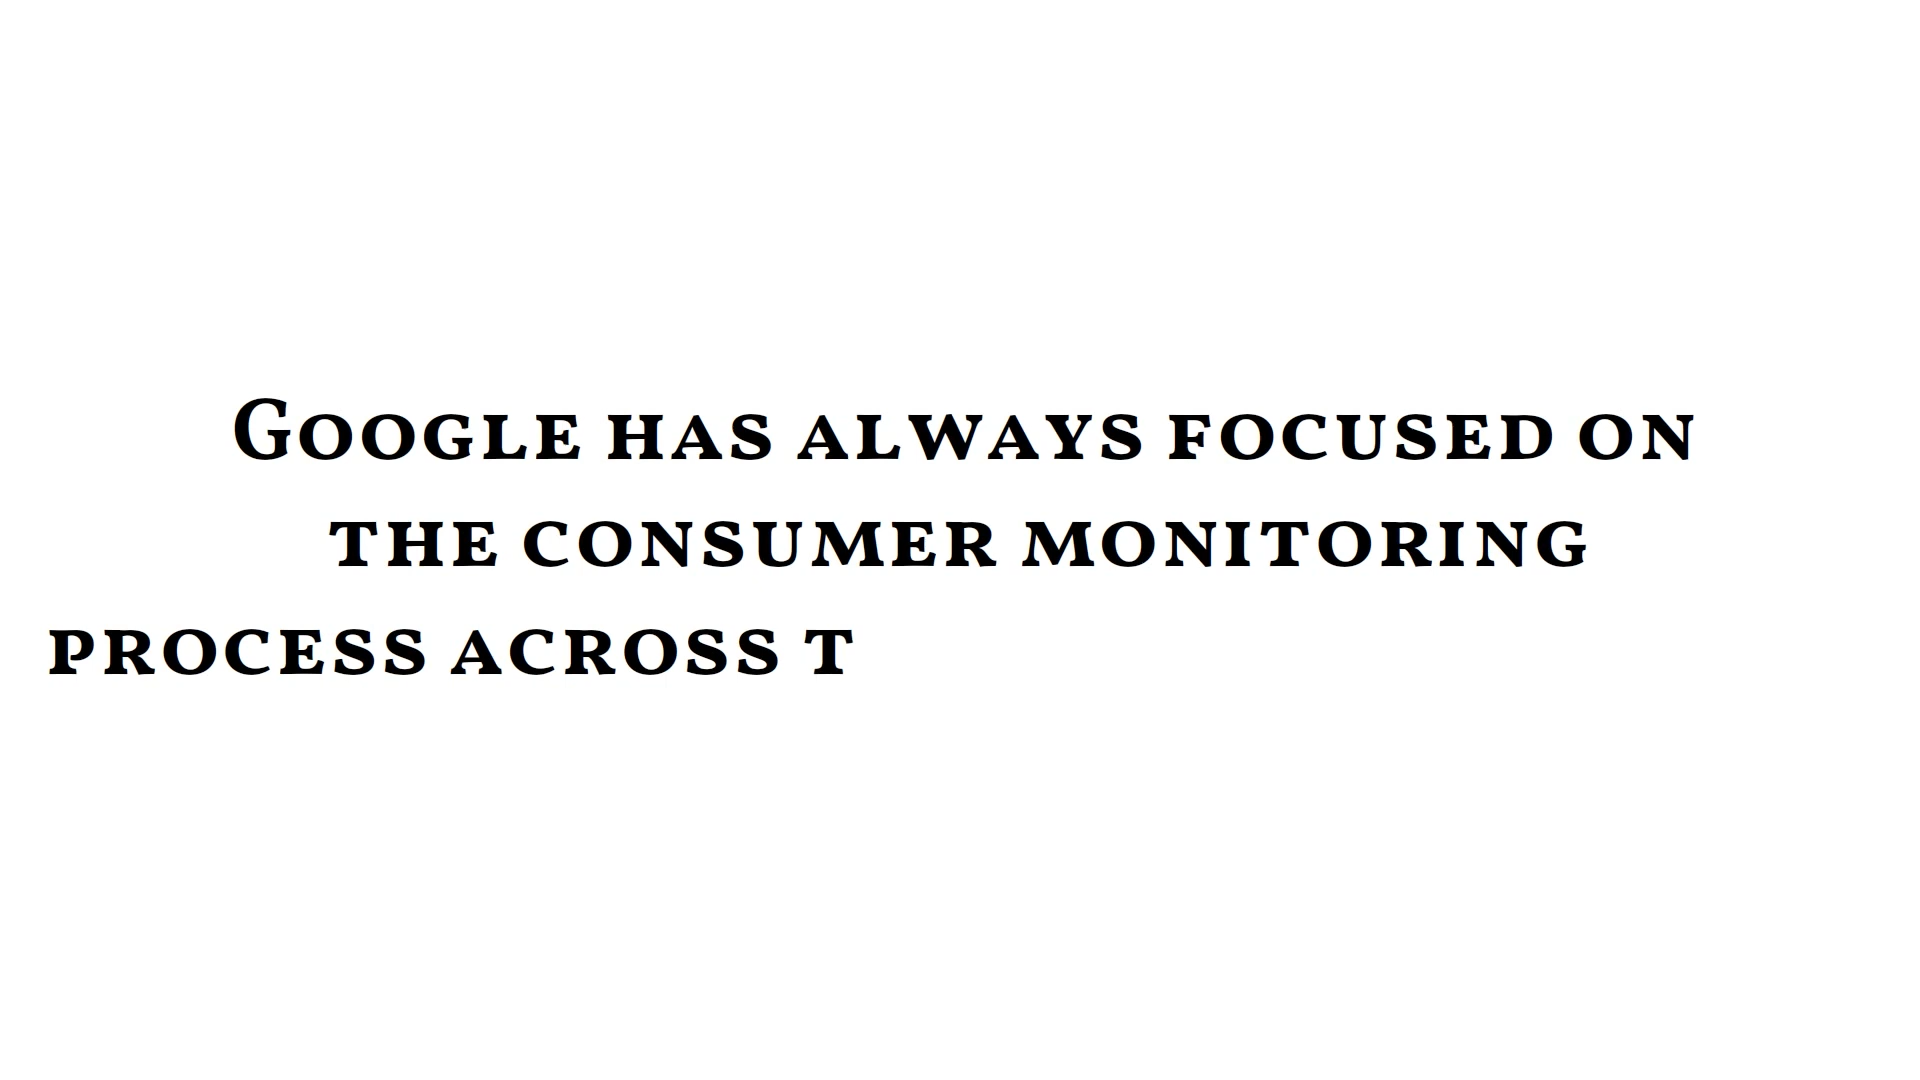 Google has always focused on
the consumer monitoring
process across t